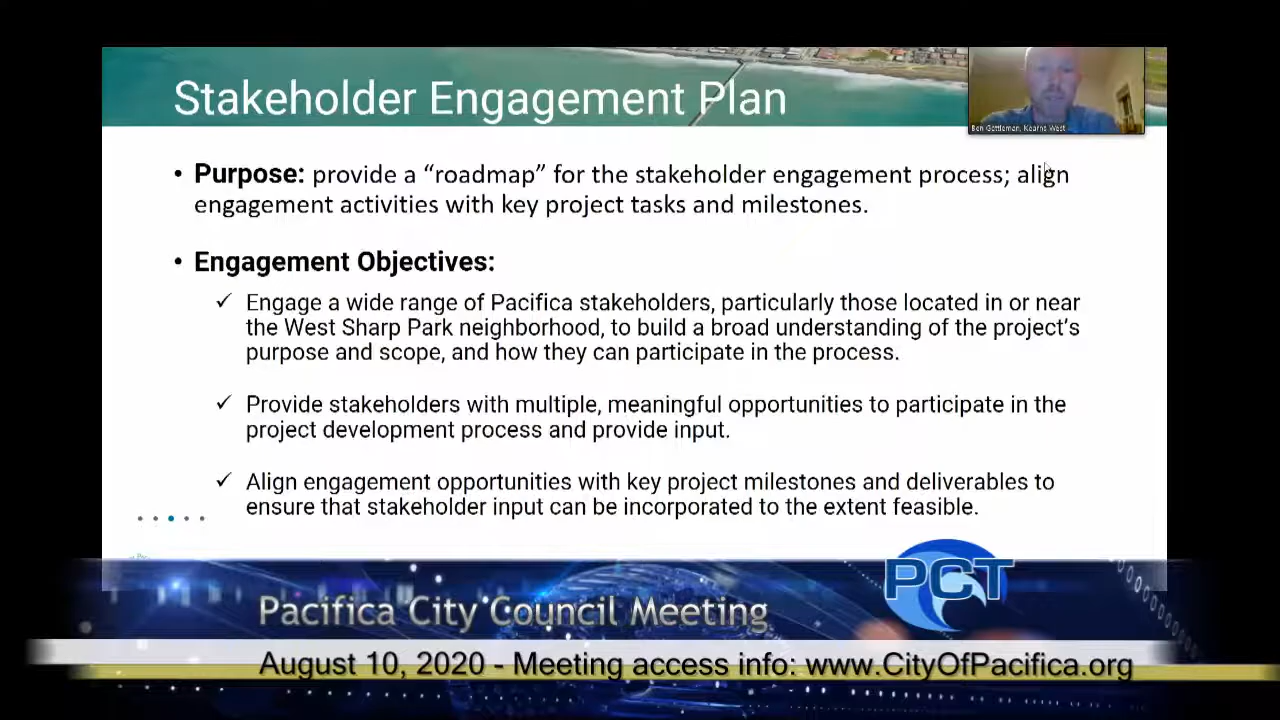 Stakeholder Engagement Plan
Ben Gettleman, Kearns West
• Purpose: provide a “roadmap” for the stakeholder engagement process; align
engagement activities with key project tasks and milestones.
• Engagement Objectives:
✓ Engage a wide range of Pacifica stakeholders, particularly those located in or near
the West Sharp Park neighborhood, to build a broad understanding of the project’s
purpose and scope, and how they can participate in the process.
✓ Provide stakeholders with multiple, meaningful opportunities to participate in the
project development process and provide input.
✓ Align engagement opportunities with key project milestones and deliverables to
ensure that stakeholder input can be incorporated to the extent feasible.
PCT
Pacifica City Council Meeting
August 10, 2020 - Meeting access info: www.CityOfPacifica.org